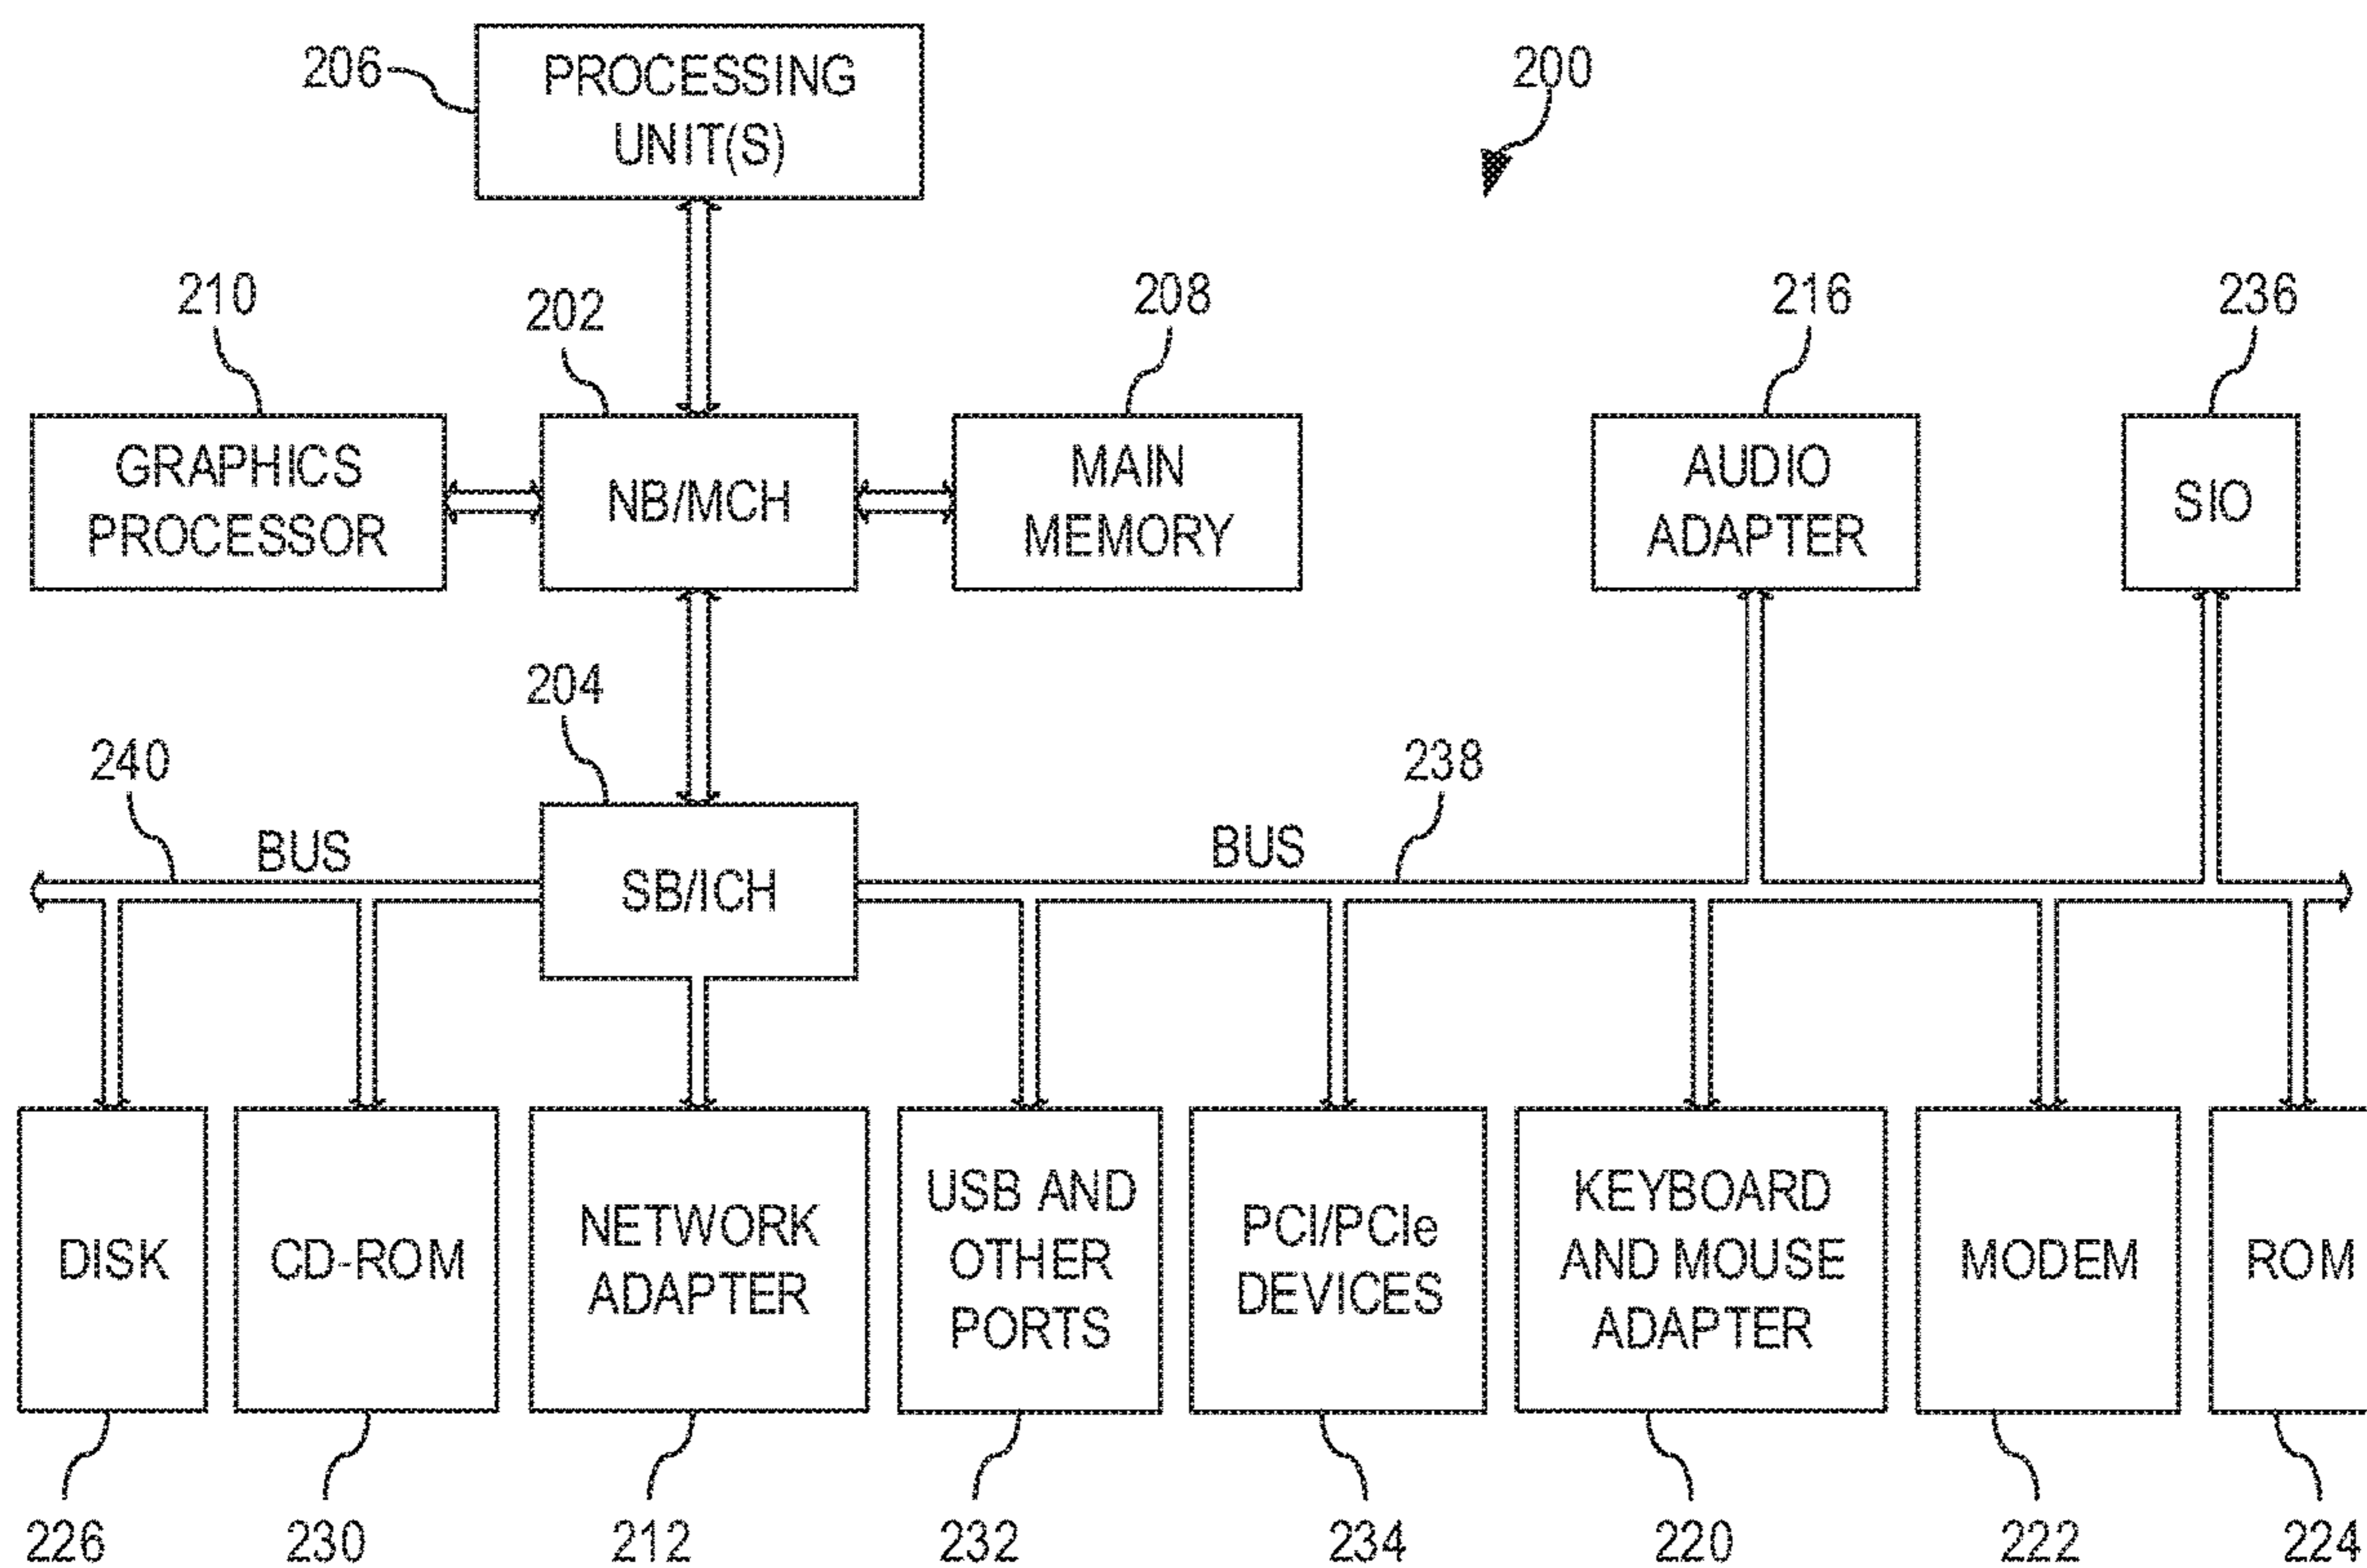 206
PROCESSING
UNIT(S)
200
210
202
208
216
236
GRAPHICS
PROCESSOR
NB/MCH
MAIN
MEMORY
AUDIO
ADAPTER
SIO
204
240
238
BUS
BUS
SB/ICH
DISK
CD-ROM
NETWORK
ADAPTER
USB AND
OTHER
PORTS
PCI/PCIe
DEVICES
KEYBOARD
AND MOUSE
ADAPTER
MODEM
ROM
226
230
212
232
234
220
222
224